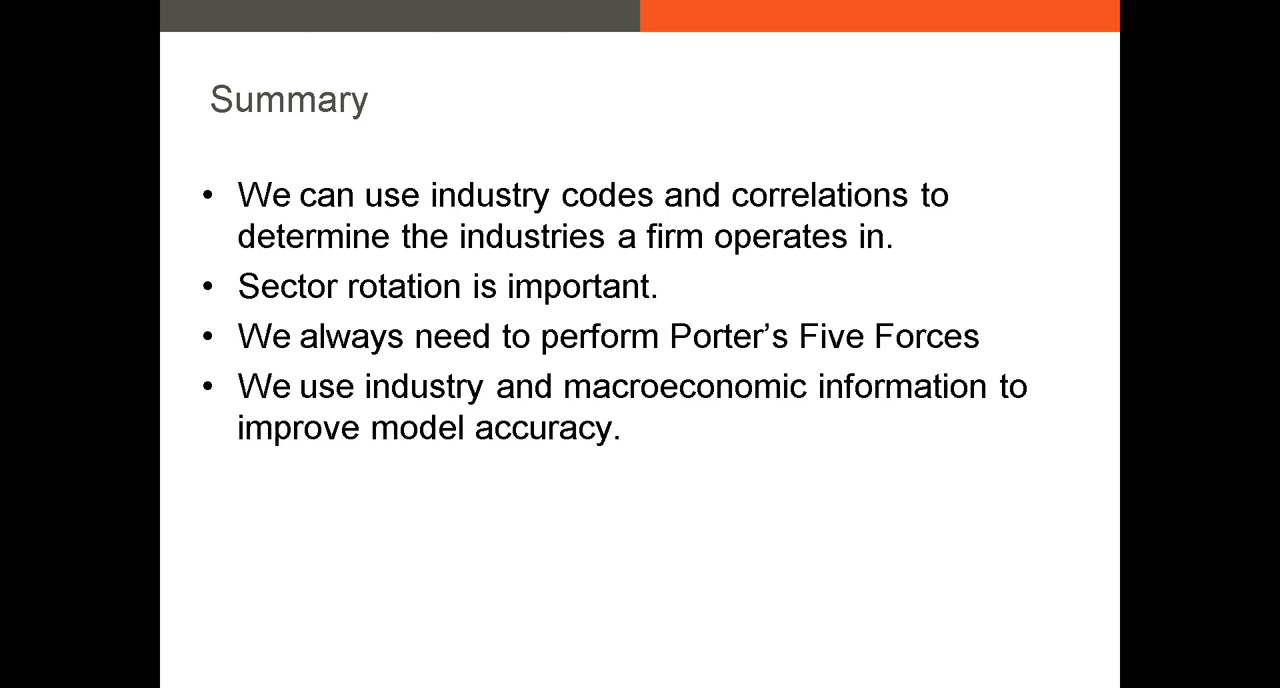 Summary
• We can use industry codes and correlations to
determine the industries a firm operates in.
• Sector rotation is important.
• We always need to perform Porter’s Five Forces
• We use industry and macroeconomic information to
improve model accuracy.